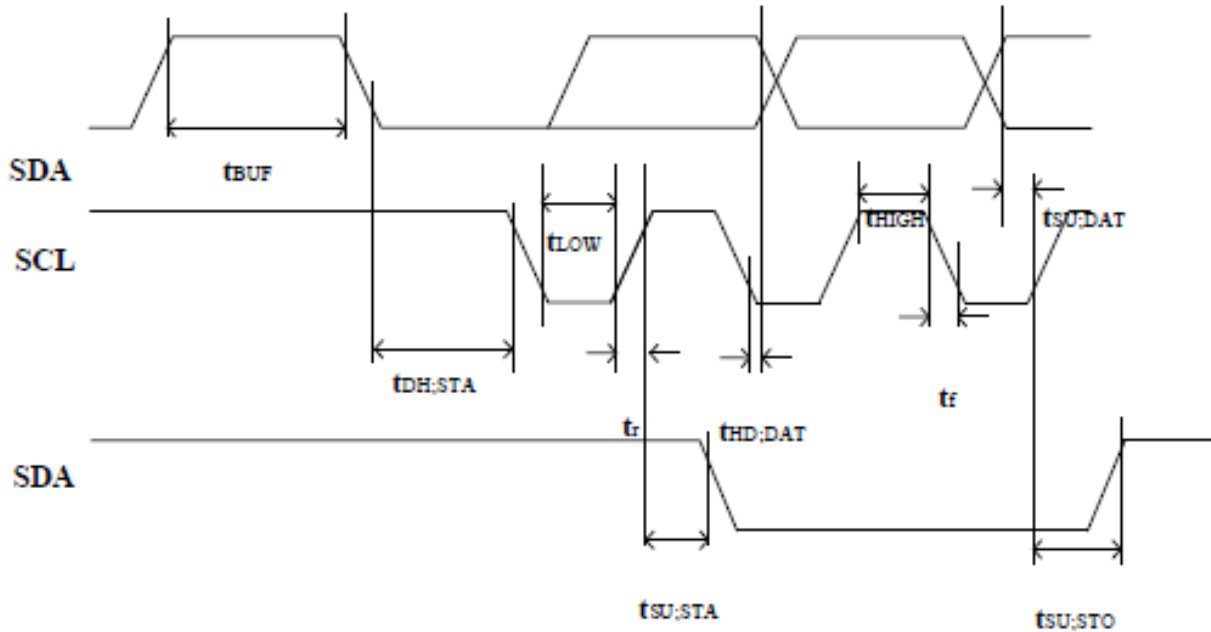 SDA
tBUF
SCL
tLOW
tHIGH
tSU;DAT
tDH;STA
tr
tHD;DAT
tf
SDA
tSU;STA
tSU;STO